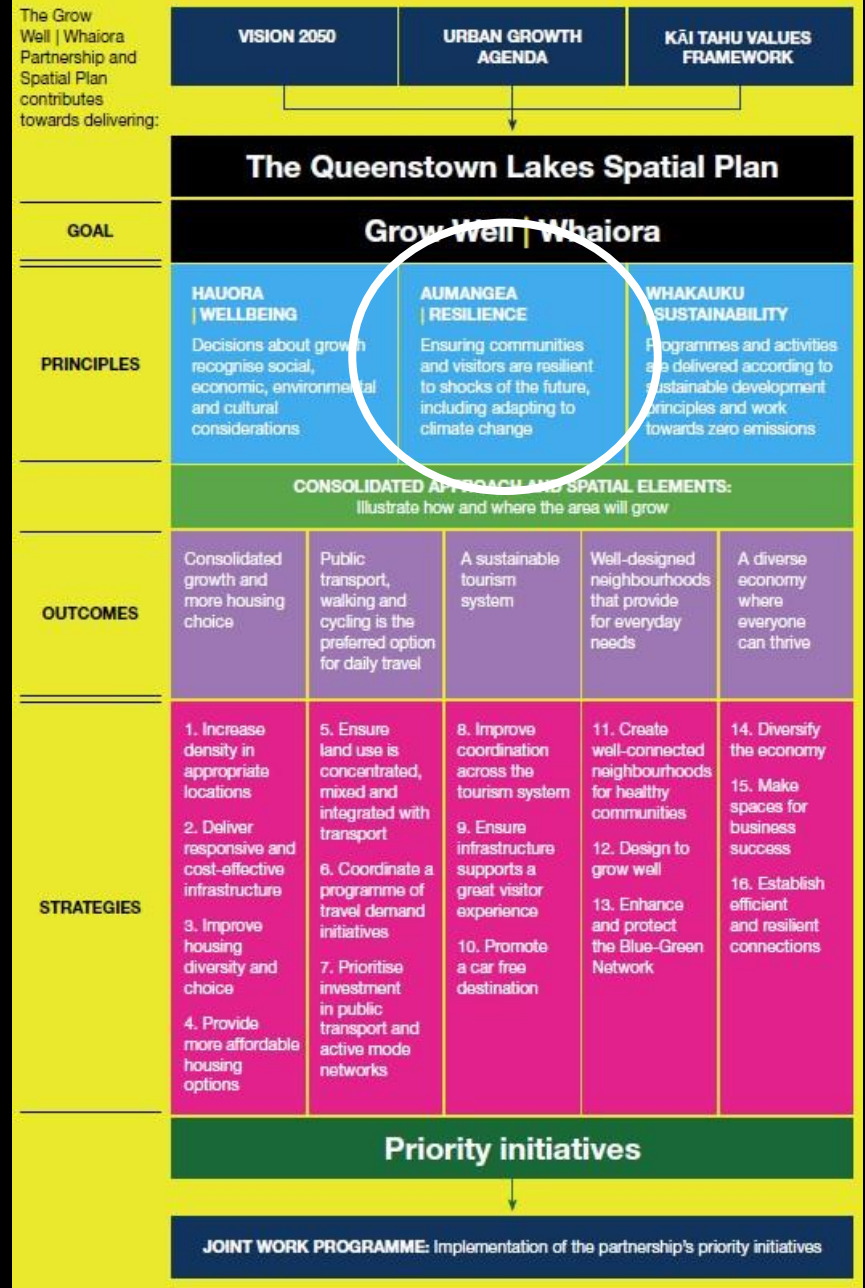 The Grow
Well | Whaiora
Partnership and
Spatial Plan
contributes
towards delivering:
VISION 2050
URBAN GROWTH
AGENDA
KĀI TAHU VALUES
FRAMEWORK
The Queenstown Lakes Spatial Plan
GOAL
Grow Well | Whaiora
PRINCIPLES
HAUORA
| WELLBEING
Decisions about growth
recognise social,
economic, environmental
and cultural
considerations
AUMANGEA
| RESILIENCE
Ensuring communities
and visitors are resilient
to shocks of the future,
including adapting to
climate change
WHAKAUKU
| SUSTAINABILITY
Programmes and activities
are delivered according to
sustainable development
principles and work
towards zero emissions
CONSOLIDATED APPROACH AND SPATIAL ELEMENTS:
Illustrate how and where the area will grow
OUTCOMES
Consolidated
growth and
more housing
choice
Public
transport,
walking and
cycling is the
preferred option
for daily travel
A sustainable
tourism
system
Well-designed
neighbourhoods
that provide
for everyday
needs
A diverse
economy
where
everyone
can thrive
STRATEGIES
1. Increase
density in
appropriate
locations
2. Deliver
responsive and
cost-effective
infrastructure
3. Improve
housing
diversity and
choice
4. Provide
more affordable
housing
options
5. Ensure
land use is
concentrated,
mixed and
integrated with
transport
6. Coordinate a
programme of
travel demand
initiatives
7. Prioritise
investment
in public
transport and
active mode
networks
8. Improve
coordination
across the
tourism system
9. Ensure
infrastructure
supports a
great visitor
experience
10. Promote
a car free
destination
11. Create
well-connected
neighbourhoods
for healthy
communities
12. Design to
grow well
13. Enhance
and protect
the Blue-Green
Network
14. Diversify
the economy
15. Make
spaces for
business
success
16. Establish
efficient
and resilient
connections
Priority initiatives
JOINT WORK PROGRAMME: Implementation of the partnership's priority initiatives